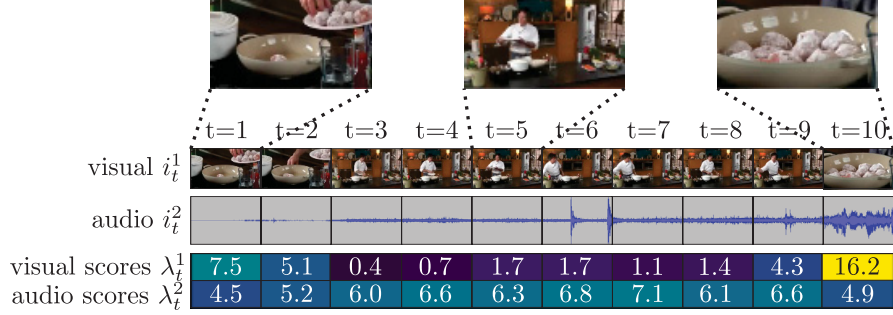 t=1 t=2 t=3 t=4 t=5 t=6 t=7 t=8 t=9 t=10
visual i_t^1
audio i_t^2
visual scores λ_t^1 7.5 5.1 0.4 0.7 1.7 1.7 1.1 1.4 4.3 16.2
audio scores λ_t^2 4.5 5.2 6.0 6.6 6.3 6.8 7.1 6.1 6.6 4.9